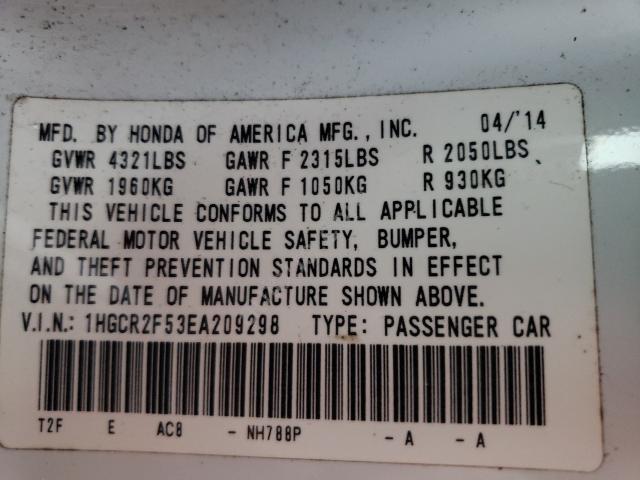 MFD. BY HONDA OF AMERICA MFG., INC. 04/'14
GVWR 4321LBS GAWR F 2315LBS R 2050LBS
GVWR 1960KG GAWR F 1050KG R 930KG
THIS VEHICLE CONFORMS TO ALL APPLICABLE
FEDERAL MOTOR VEHICLE SAFETY, BUMPER,
AND THEFT PREVENTION STANDARDS IN EFFECT
ON THE DATE OF MANUFACTURE SHOWN ABOVE.
V.I.N.: 1HGCR2F53EA209298 TYPE: PASSENGER CAR
T2F E AC8 - NH788P - A - A